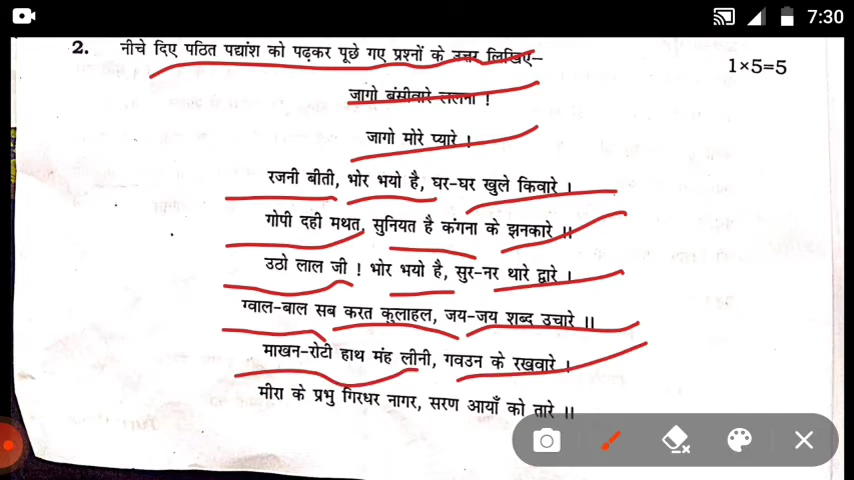 7:30
2. नीचे दिए पठित पद्यांश को पढ़कर पूछे गए प्रश्नों के उत्तर लिखिए–
1×5=5
जागो बंसीवारे ललना !
जागो मोरे प्यारे !
रजनी बीती, भोर भयो है, घर-घर खुले किवारे ।
गोपी दही मथत, सुनियत है कंगना के झनकारे ॥
उठो लाल जी ! भोर भयो है, सुर-नर थारे द्वारे ।
ग्वाल-बाल सब करत कुलाहल, जय-जय शब्द उचारे ॥
माखन-रोटी हाथ मंह लीनी, गवउन के रखवारे ।
मीरा के प्रभु गिरधर नागर, सरण आयाँ को तारे ॥